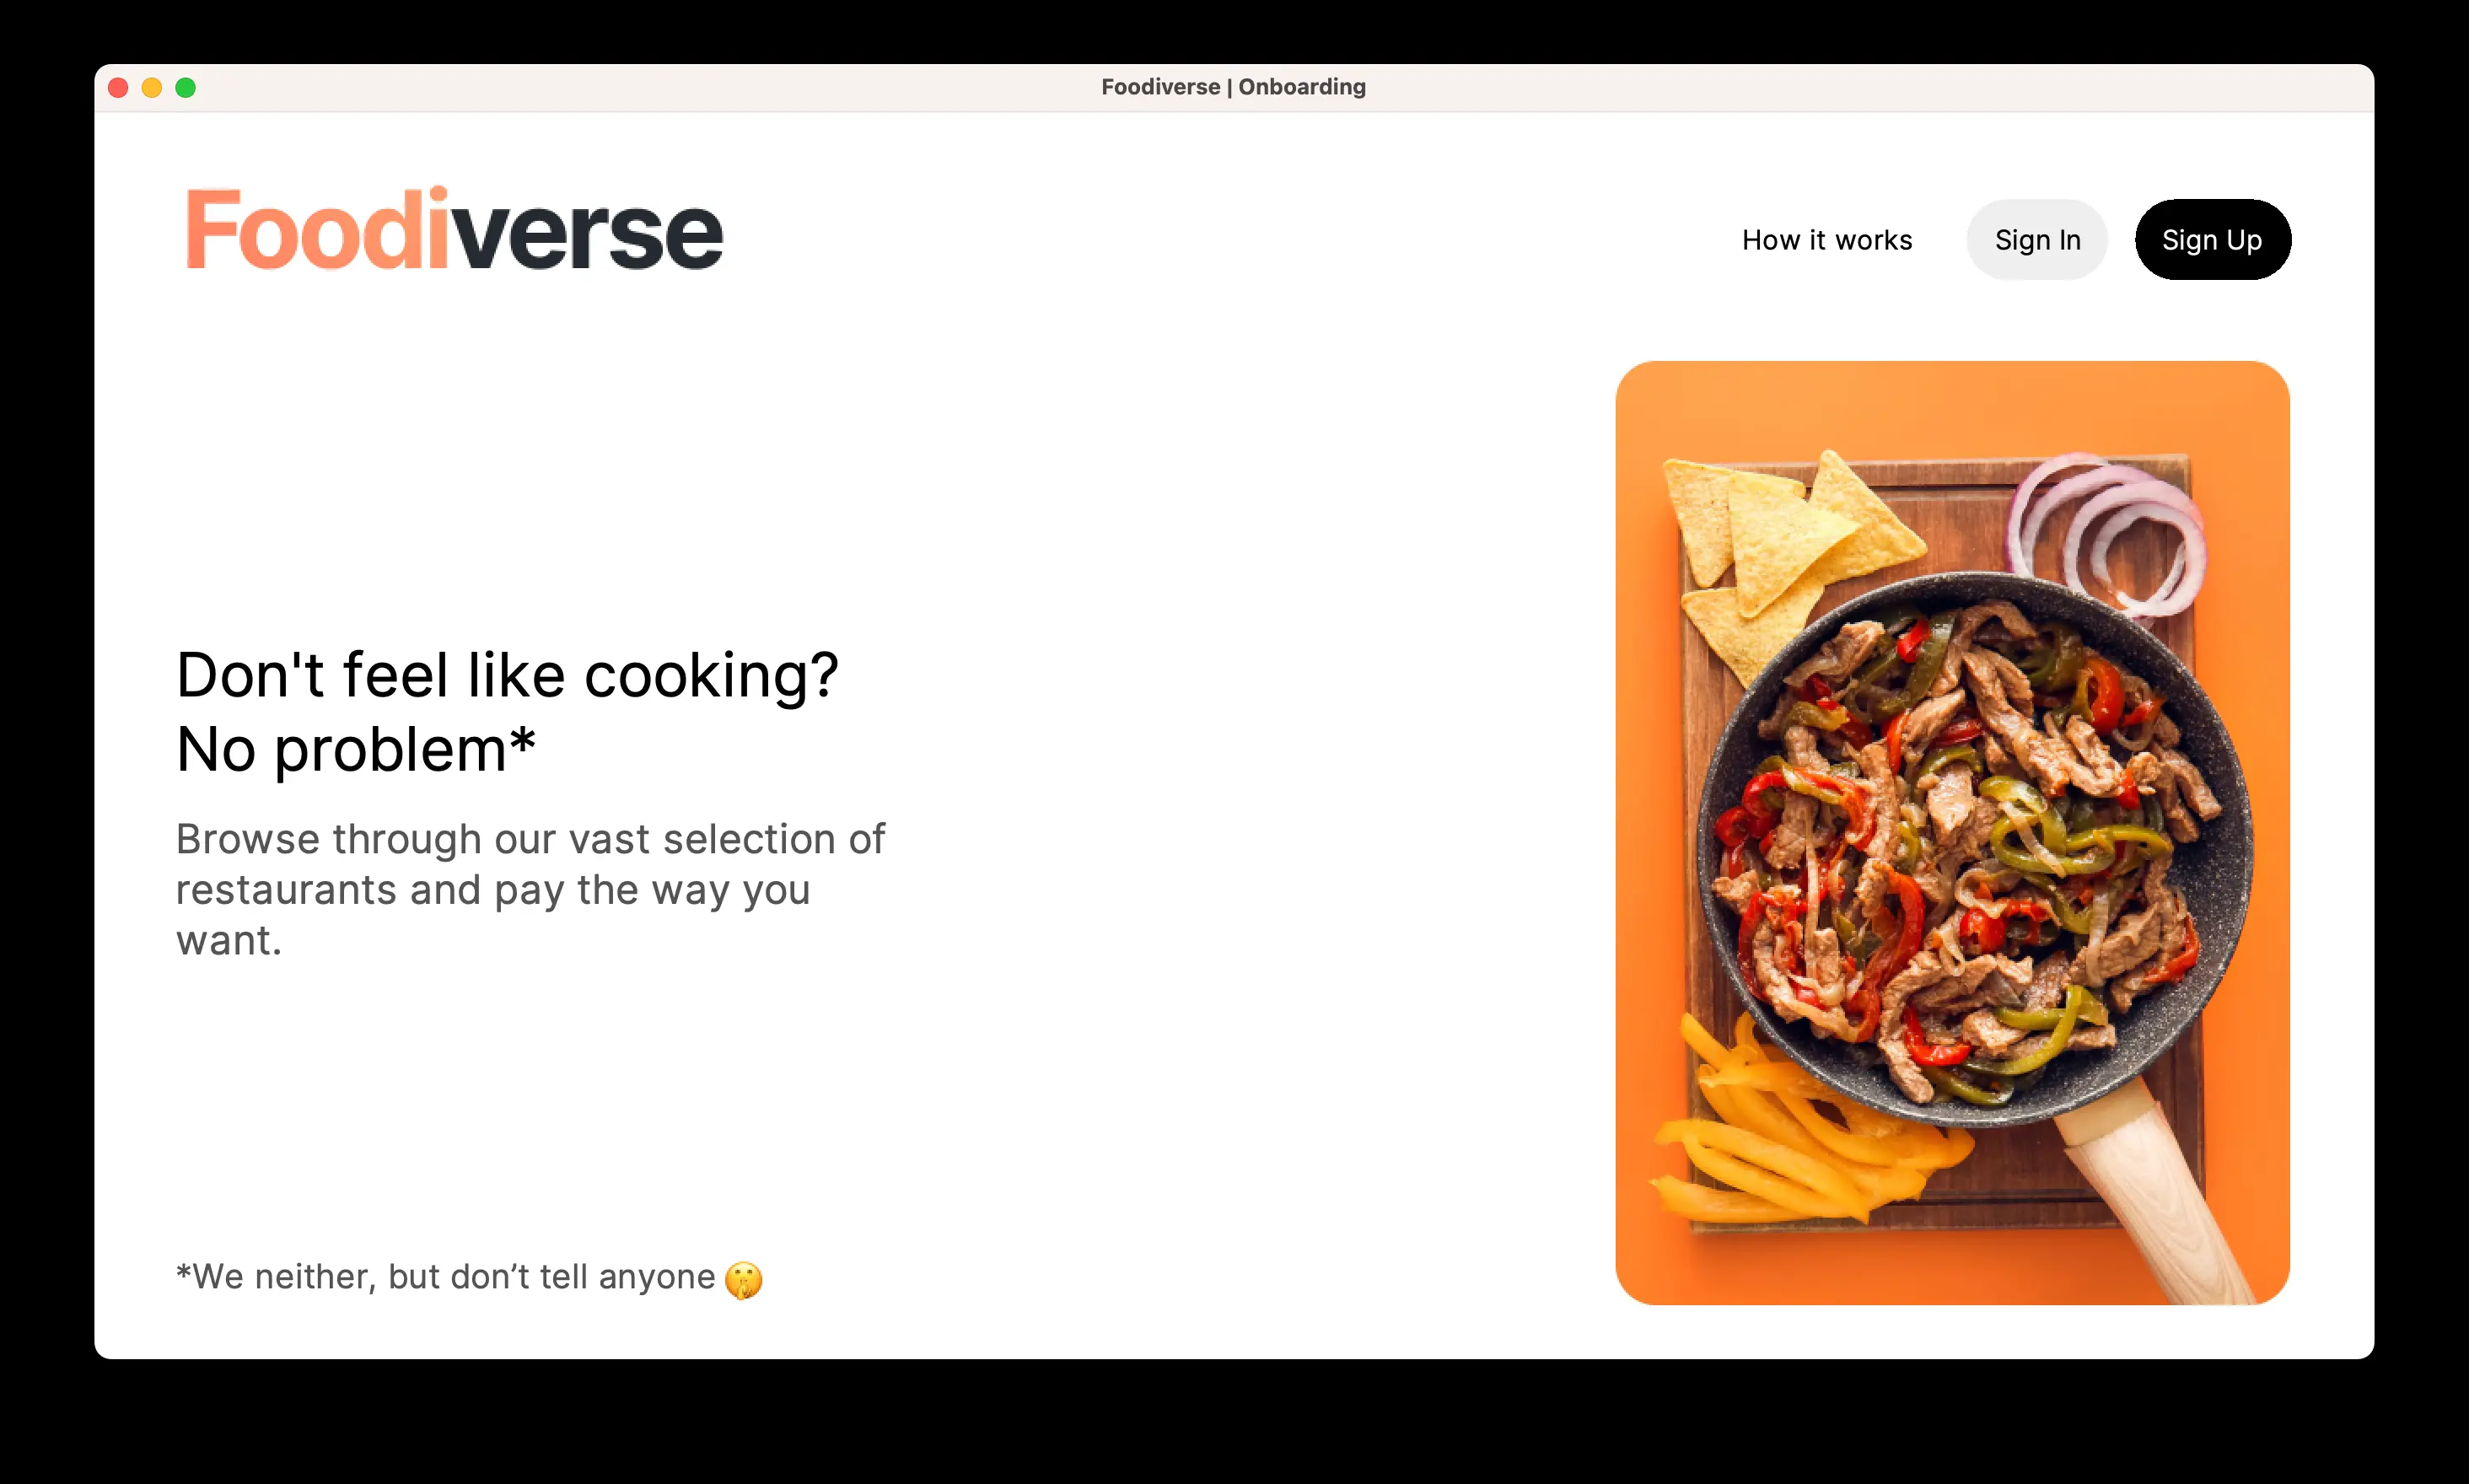 Foodiverse | Onboarding
Foodiverse
How it works
Sign In
Sign Up
Don't feel like cooking?
No problem*
Browse through our vast selection of
restaurants and pay the way you
want.
*We neither, but don’t tell anyone 🤫